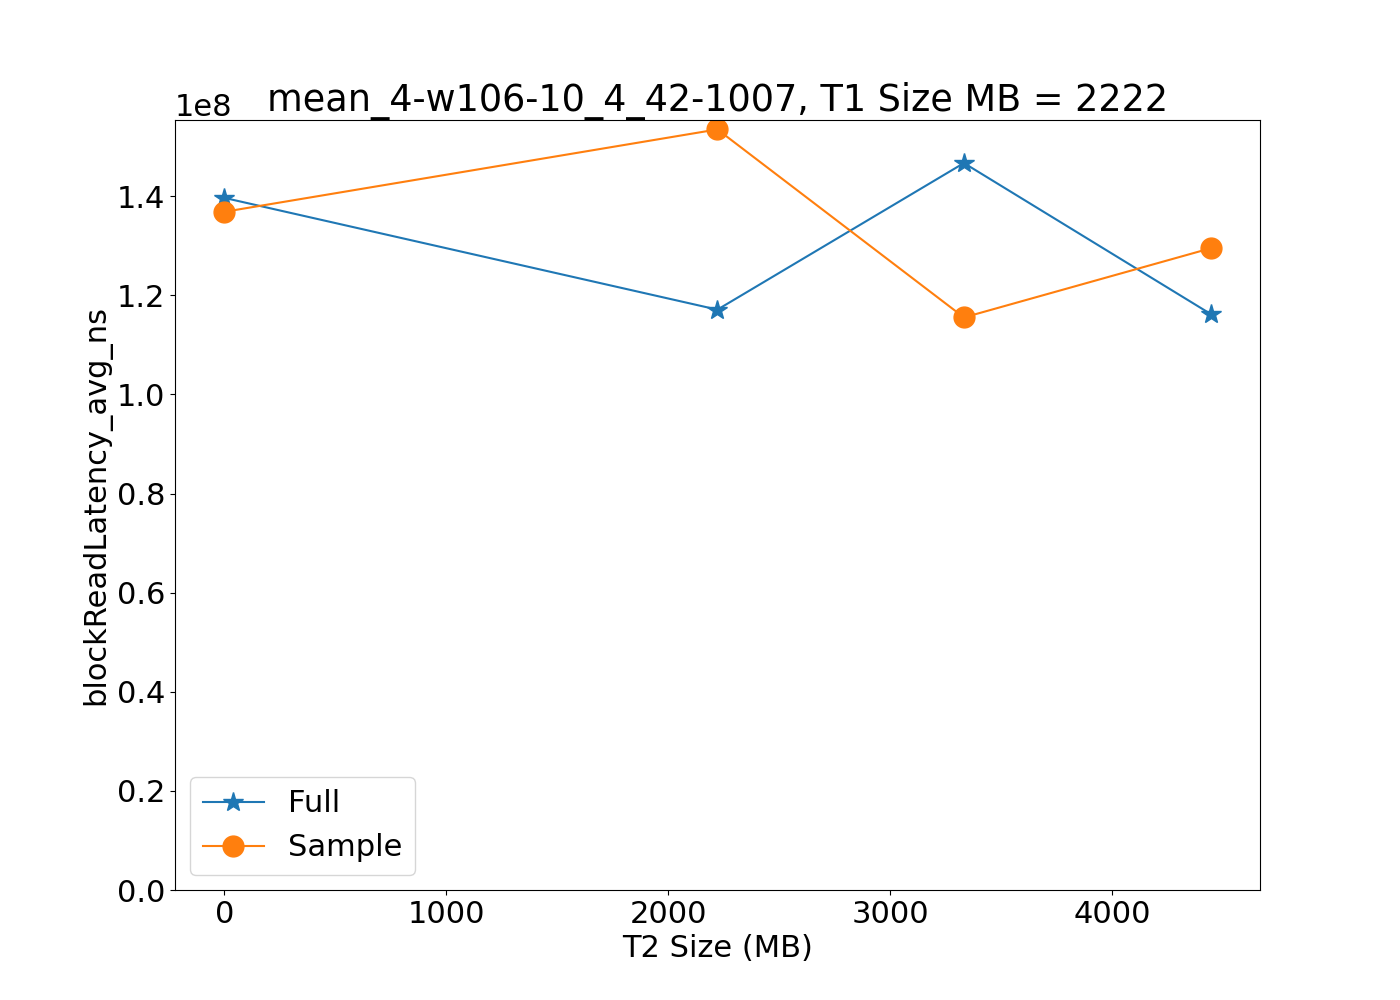 1e8
mean_4-w106-10_4_42-1007, T1 Size MB = 2222
1.4
1.2
1.0
0.8
0.6
0.4
0.2
0.0
blockReadLatency_avg_ns
Full
Sample
0 1000 2000 3000 4000
T2 Size (MB)